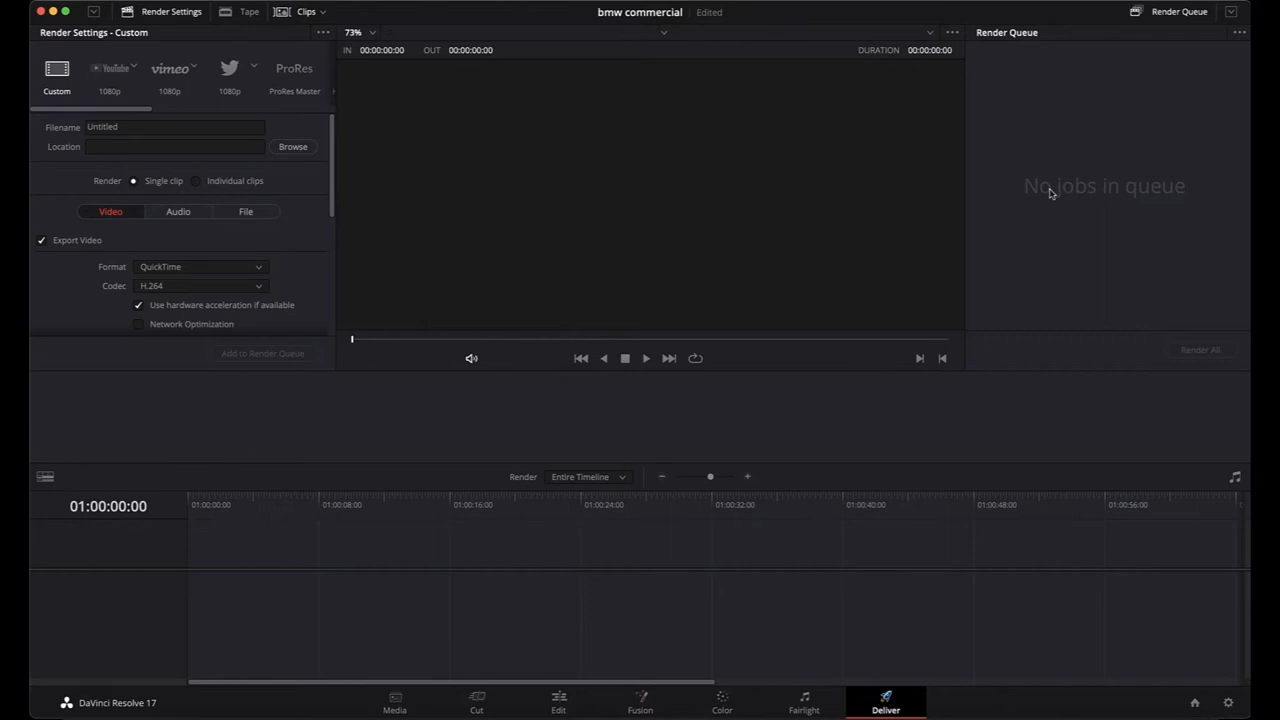 Render Settings
Tape
Clips
bmw commercial
Edited
Render Queue
Render Settings - Custom
73%
Render Queue
IN 00:00:00:00 OUT 00:00:00:00
DURATION 00:00:00:00
YouTube
vimeo
ProRes
Custom
1080p
1080p
1080p
ProRes Master
Filename Untitled
Location
Browse
Render Single clip Individual clips
No jobs in queue
Video Audio File
Export Video
Format QuickTime
Codec H.264
Use hardware acceleration if available
Network Optimization
Add to Render Queue
Render All
Render Entire Timeline
01:00:00:00
01:00:00:00 01:00:08:00 01:00:16:00 01:00:24:00 01:00:32:00 01:00:40:00 01:00:48:00 01:00:56:00
DaVinci Resolve 17
Media
Cut
Edit
Fusion
Color
Fairlight
Deliver